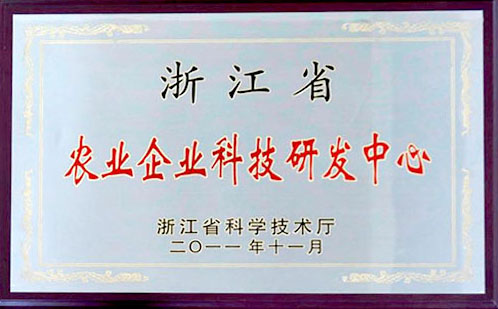 浙江省
农业企业科技研发中心
浙江省科学技术厅
二〇一一年十一月